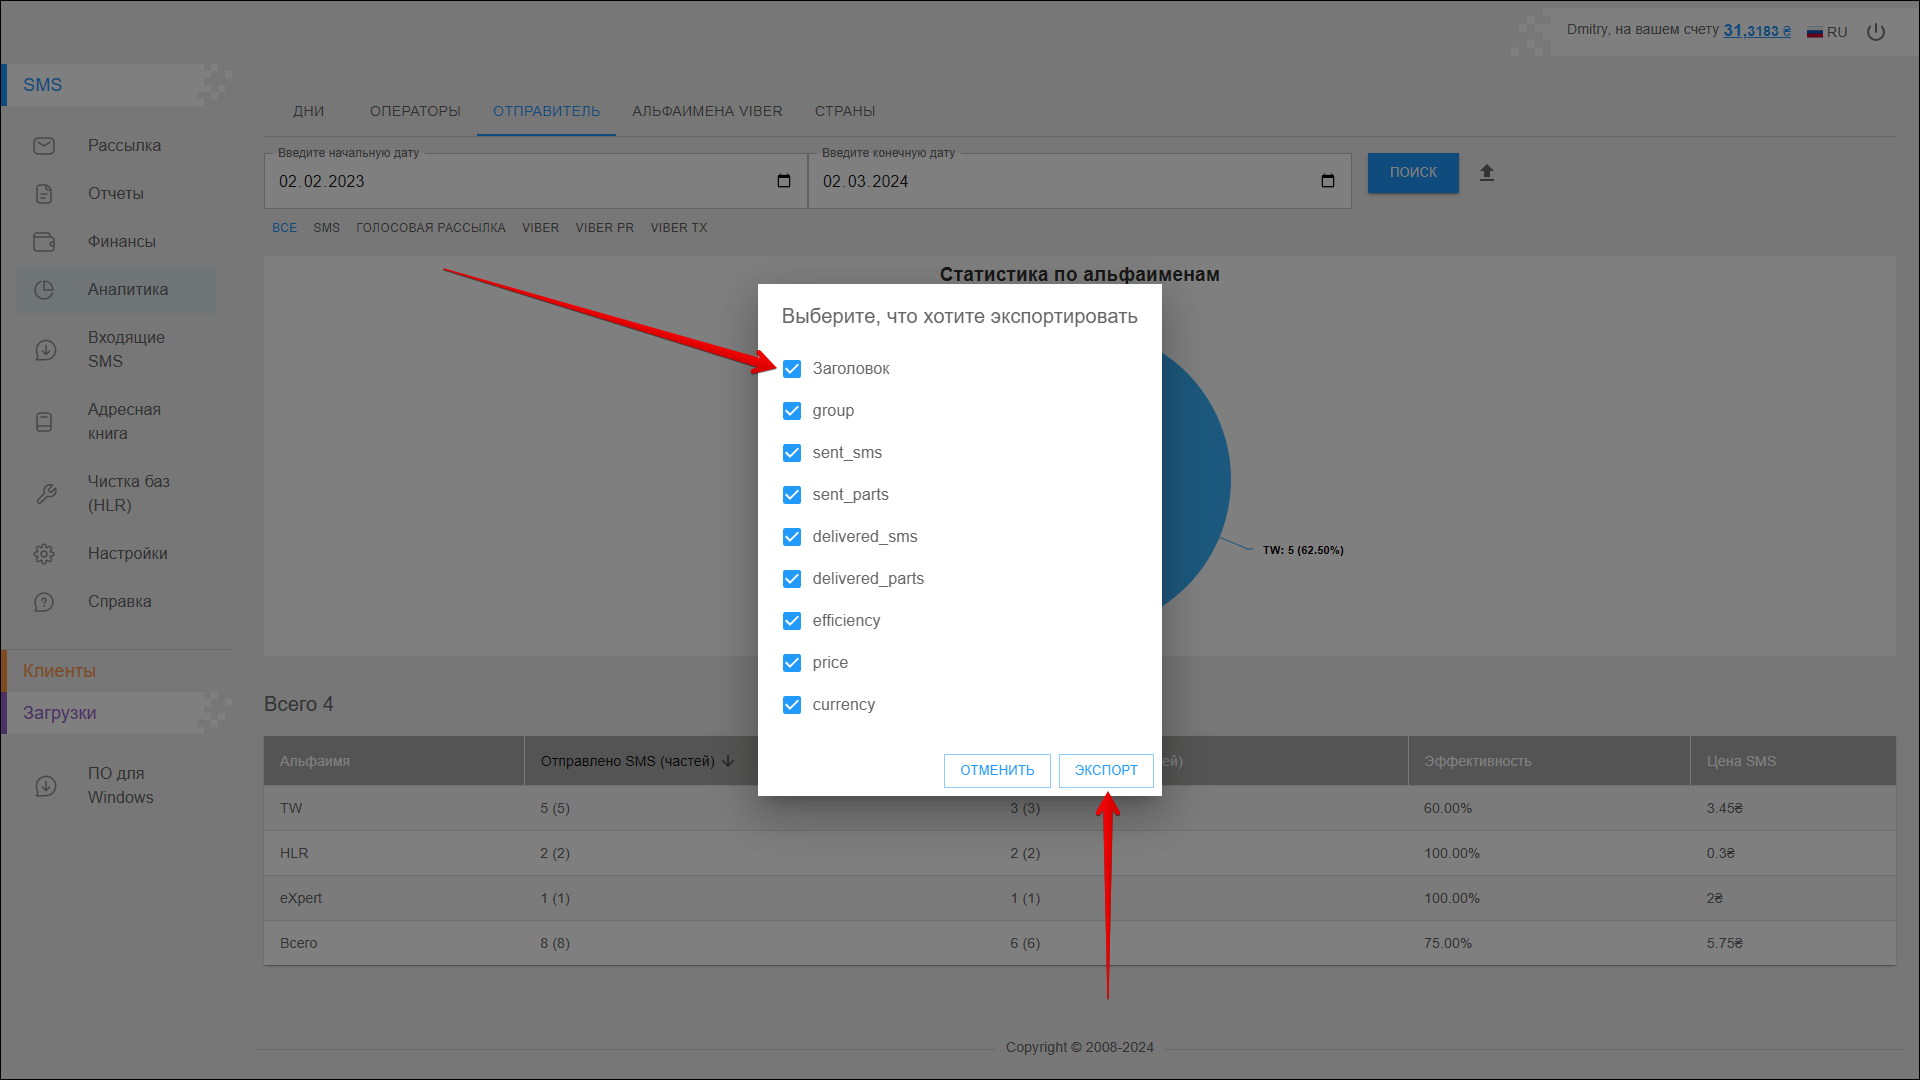 Dmitry, на вашем счету 31,3183 ₴ RU
SMS
Рассылка
Отчеты
Финансы
Аналитика
Входящие
SMS
Адресная
книга
Чистка баз
(HLR)
Настройки
Справка
Клиенты
Загрузки
ПО для
Windows
ДНИ ОПЕРАТОРЫ ОТПРАВИТЕЛЬ АЛЬФАИМЕНА VIBER СТРАНЫ
Введите начальную дату Введите конечную дату
02.02.2023 02.03.2024 ПОИСК
ВСЕ SMS ГОЛОСОВАЯ РАССЫЛКА VIBER VIBER PR VIBER TX
Статистика по альфаименам
TW: 5 (62.50%)
Выберите, что хотите экспортировать
Заголовок
group
sent_sms
sent_parts
delivered_sms
delivered_parts
efficiency
price
currency
ОТМЕНИТЬ ЭКСПОРТ
Всего 4
Альфаимя Отправлено SMS (частей) ей) Эффективность Цена SMS
TW 5 (5) 3 (3) 60.00% 3.45₴
HLR 2 (2) 2 (2) 100.00% 0.3₴
eXpert 1 (1) 1 (1) 100.00% 2₴
Всего 8 (8) 6 (6) 75.00% 5.75₴
Copyright © 2008-2024